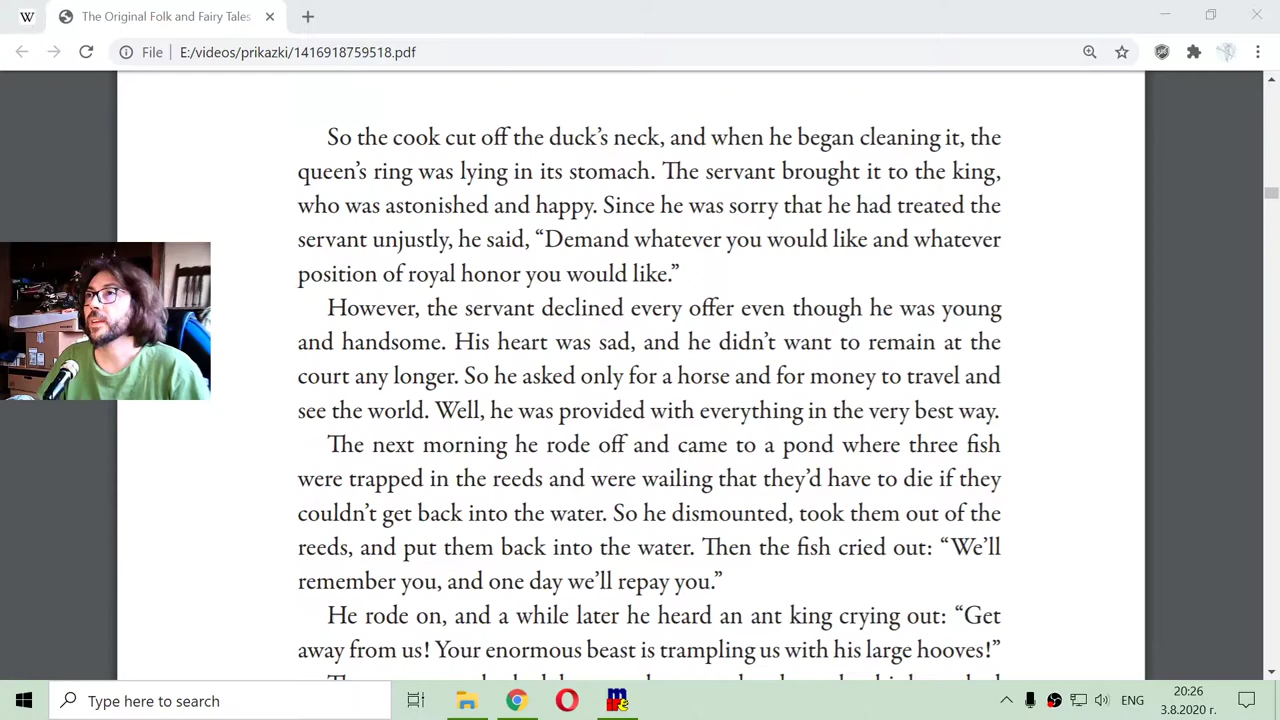 The Original Folk and Fairy Tales
File E:/videos/prikazki/1416918759518.pdf
So the cook cut off the duck’s neck, and when he began cleaning it, the
queen’s ring was lying in its stomach. The servant brought it to the king,
who was astonished and happy. Since he was sorry that he had treated the
servant unjustly, he said, “Demand whatever you would like and whatever
position of royal honor you would like.”
However, the servant declined every offer even though he was young
and handsome. His heart was sad, and he didn’t want to remain at the
court any longer. So he asked only for a horse and for money to travel and
see the world. Well, he was provided with everything in the very best way.
The next morning he rode off and came to a pond where three fish
were trapped in the reeds and were wailing that they’d have to die if they
couldn’t get back into the water. So he dismounted, took them out of the
reeds, and put them back into the water. Then the fish cried out: “We’ll
remember you, and one day we’ll repay you.”
He rode on, and a while later he heard an ant king crying out: “Get
away from us! Your enormous beast is trampling us with his large hooves!”
Type here to search
ЕНГ
20:26
3.8.2020 г.